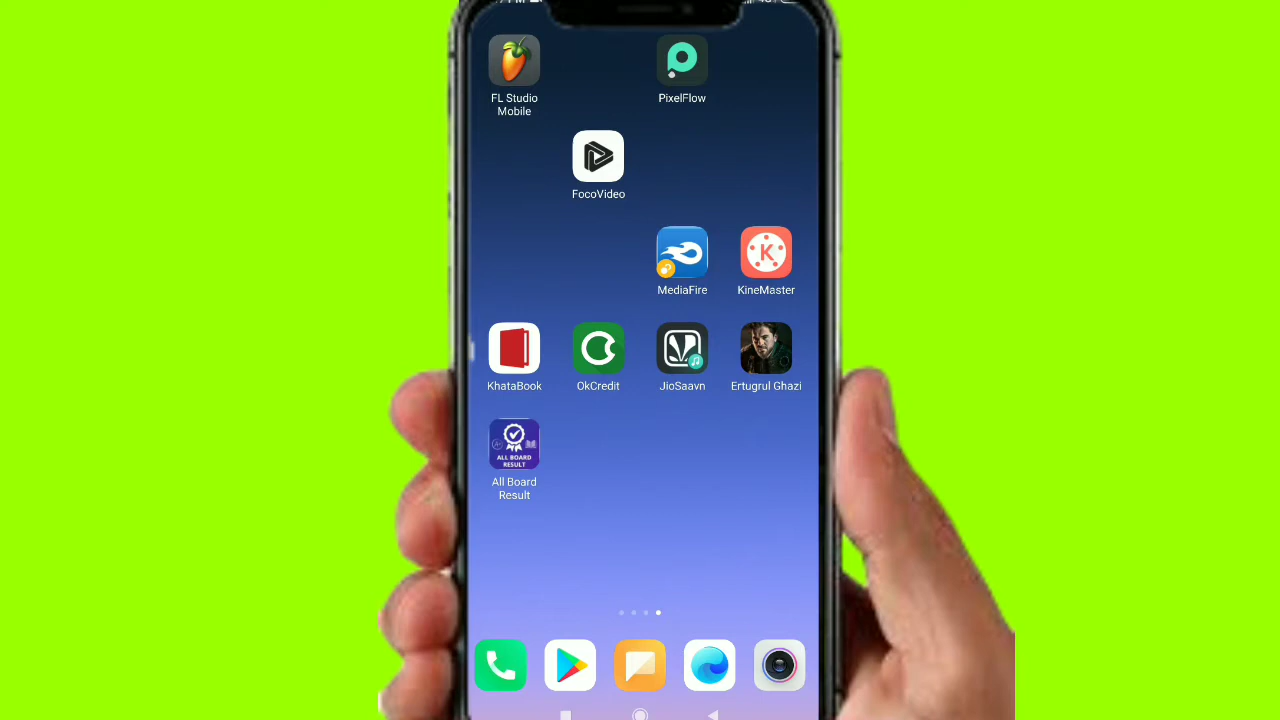 FL Studio
Mobile
PixelFlow
FocoVideo
MediaFire
K
KineMaster
KhataBook
OkCredit
JioSaavn
Ertugrul Ghazi
A+
ALL BOARD
RESULT
All Board
Result